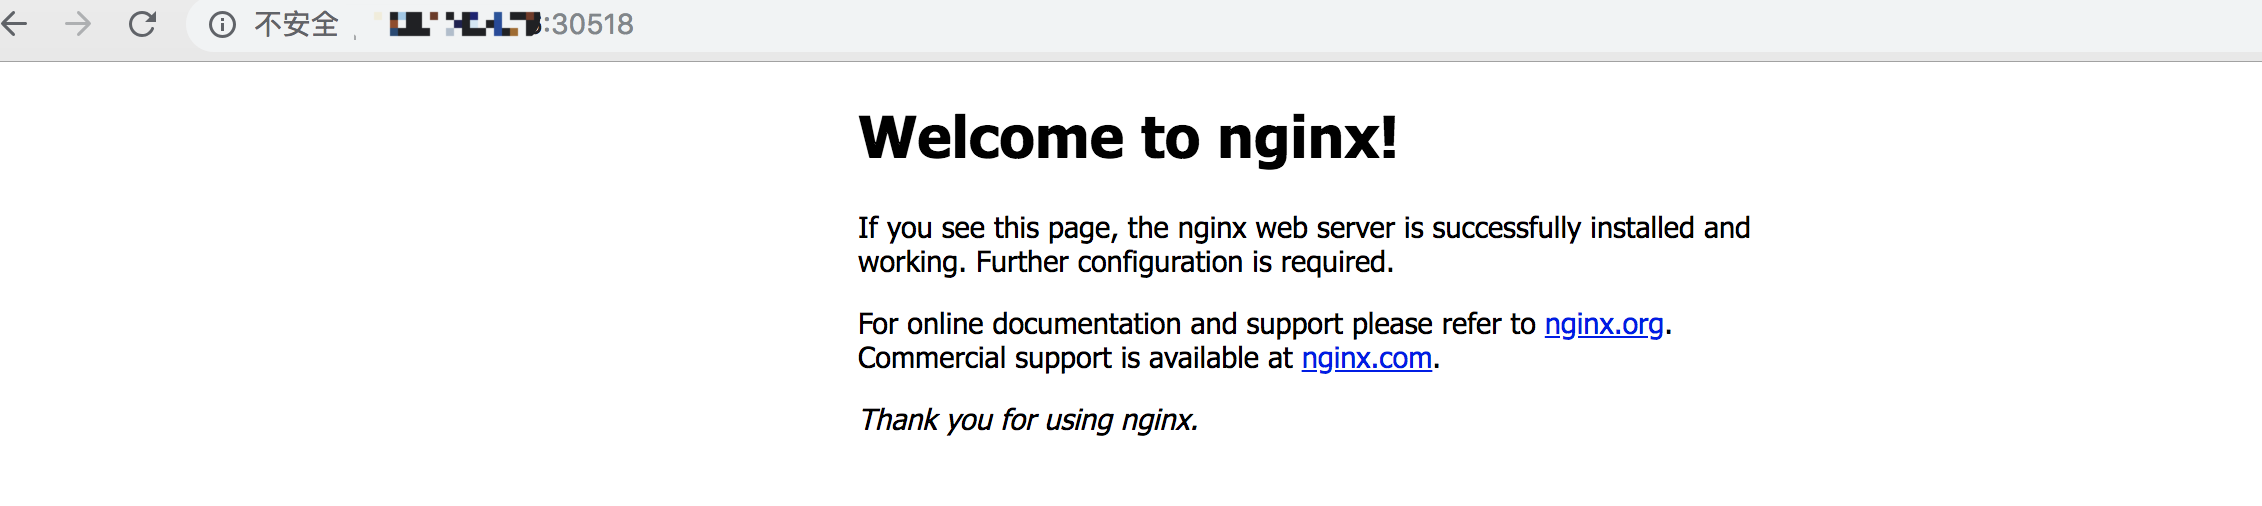 不安全 :30518
Welcome to nginx!
If you see this page, the nginx web server is successfully installed and
working. Further configuration is required.
For online documentation and support please refer to nginx.org.
Commercial support is available at nginx.com.
Thank you for using nginx.